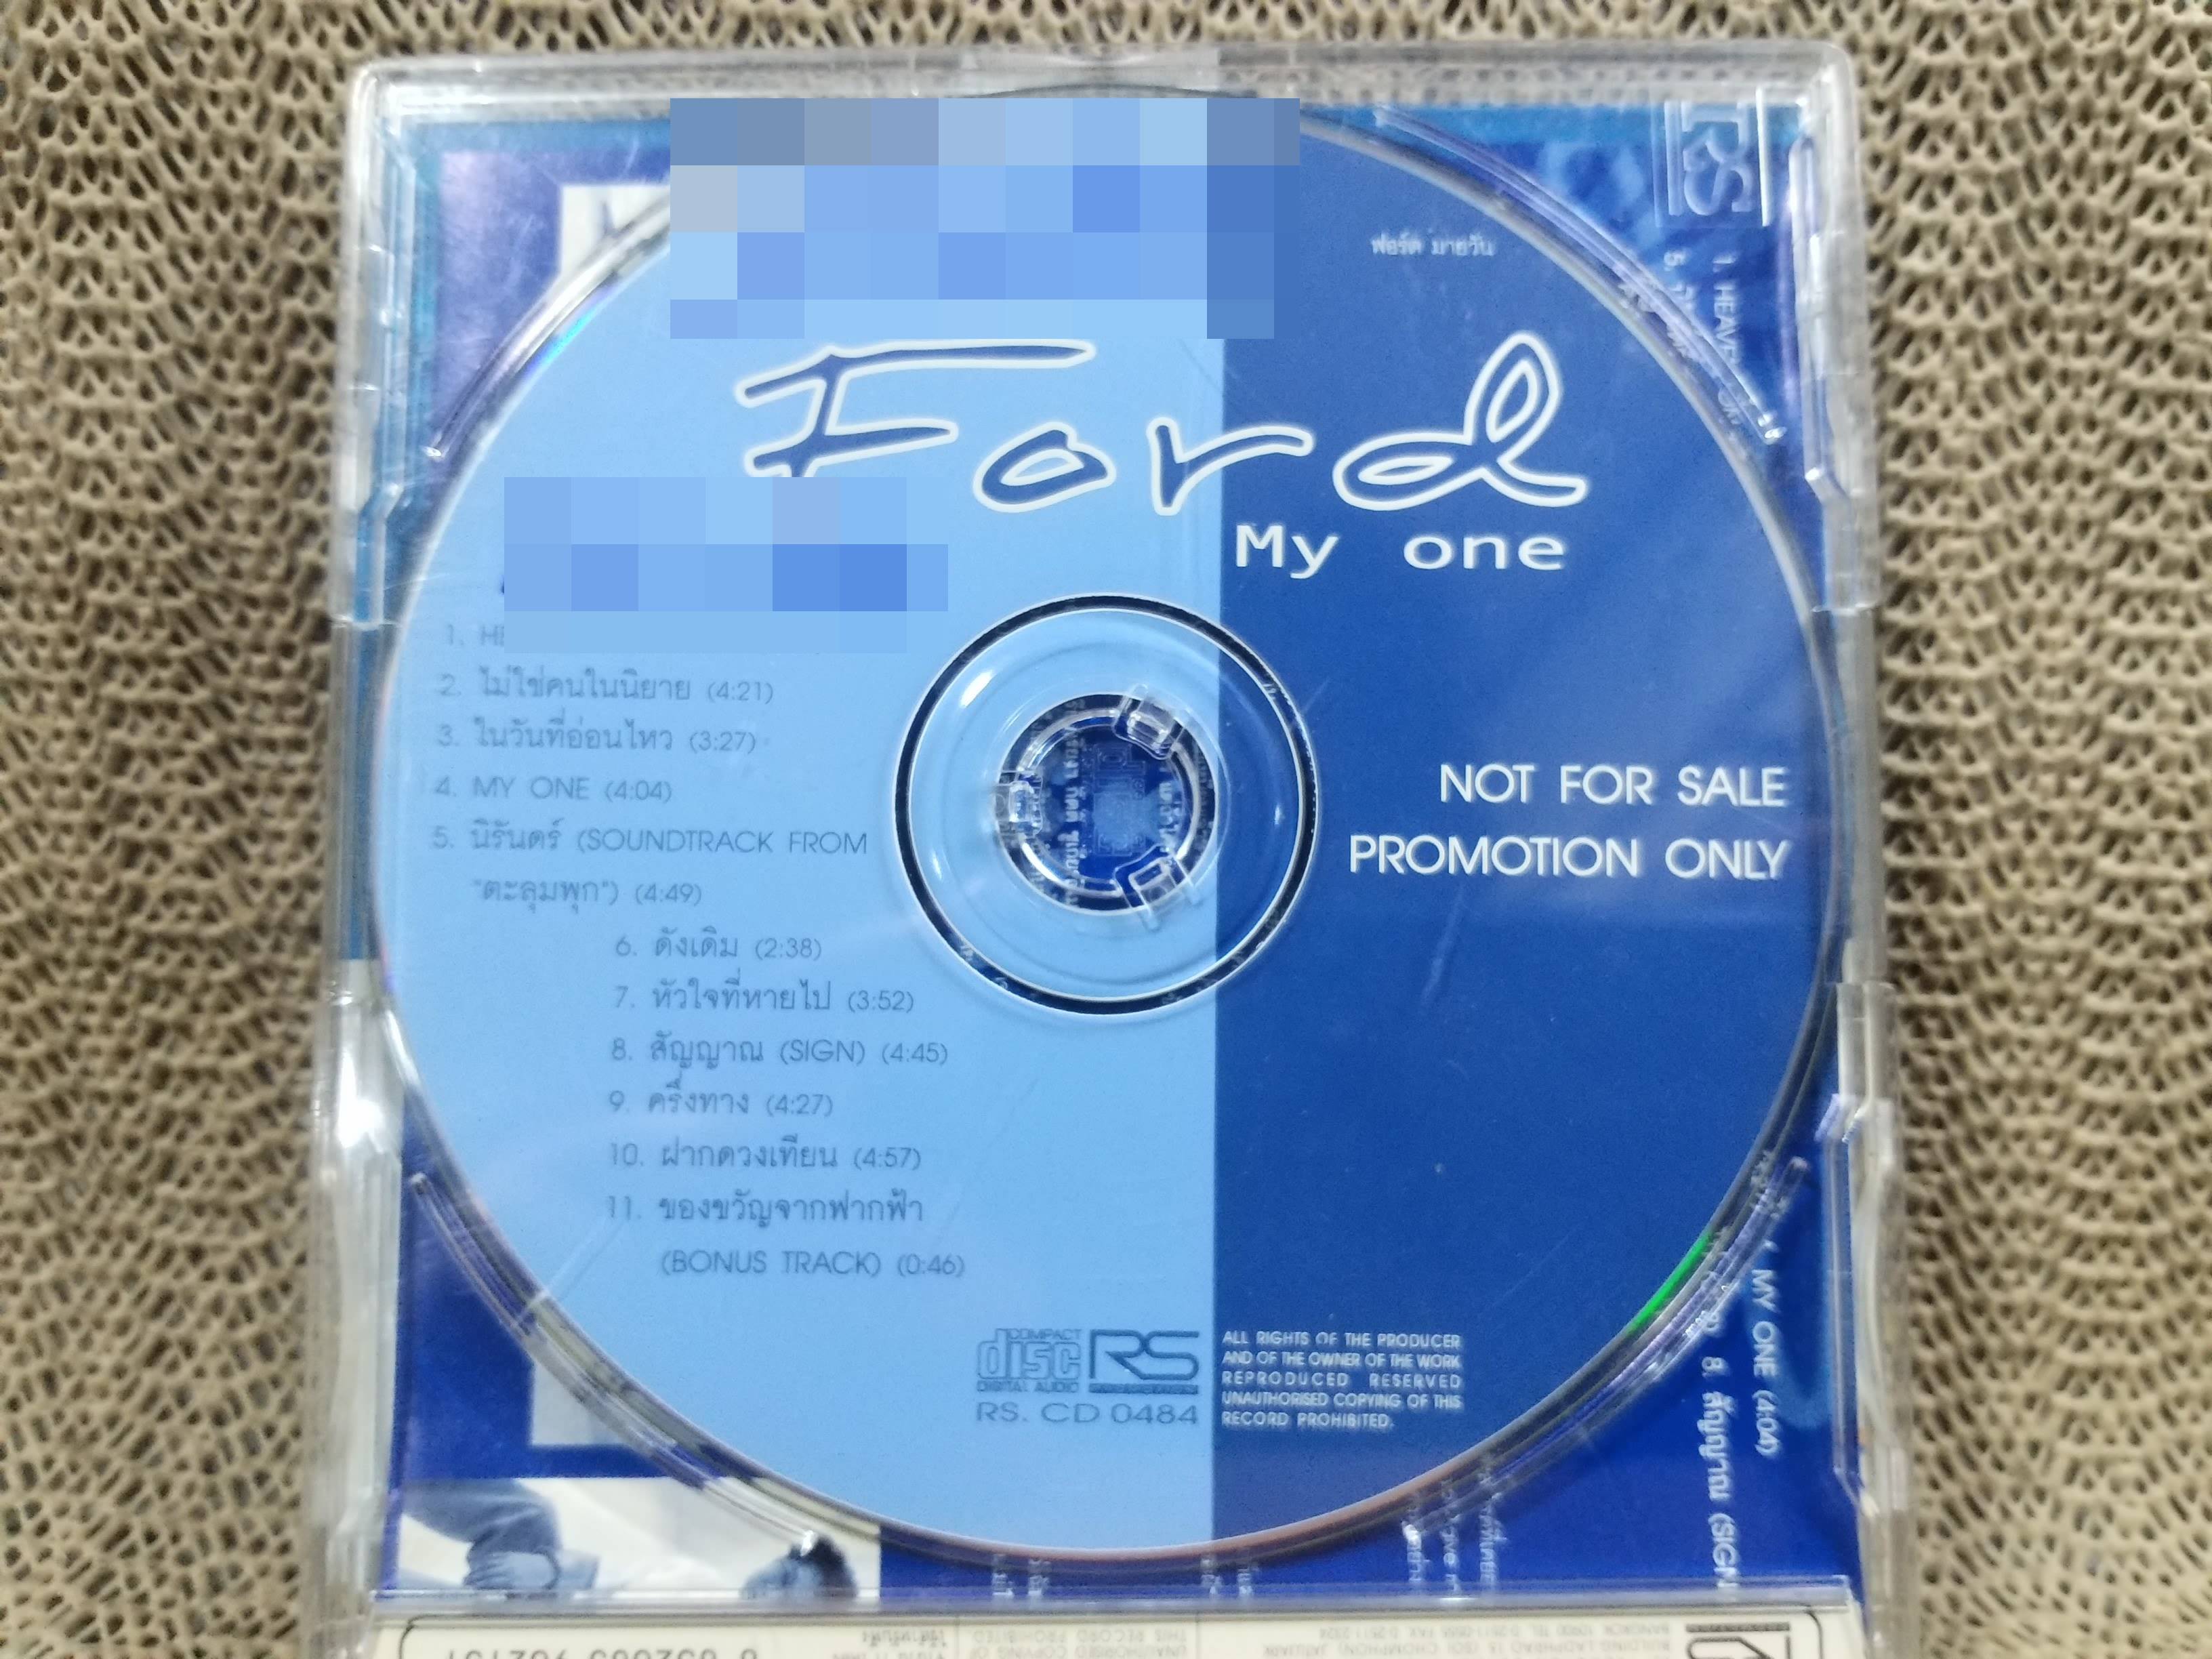 ฟอร์ด มายวัน
Ford
My one
1.
2. ไม่ใช่คนในนิยาย (4:21)
3. ในวันที่อ่อนไหว (3:27)
4. MY ONE (4:04)
5. นิรันดร์ (SOUNDTRACK FROM
"ตะลุมพุก") (4:49)
6. ดังเดิม (2:38)
7. หัวใจที่หายไป (3:52)
8. สัญญาณ (SIGN) (4:45)
9. ครึ่งทาง (4:27)
10. ฝากดวงเทียน (4:57)
11. ของขวัญจากฟากฟ้า
(BONUS TRACK) (0:46)
NOT FOR SALE
PROMOTION ONLY
COMPACT
disc
DIGITAL AUDIO
RS
RS. CD 0484
ALL RIGHTS OF THE PRODUCER
AND OF THE OWNER OF THE WORK
REPRODUCED RESERVED
UNAUTHORISED COPYING OF THIS
RECORD PROHIBITED.
RS
1.
5.
MY ONE (4:04)
8. สัญญาณ (SIGN